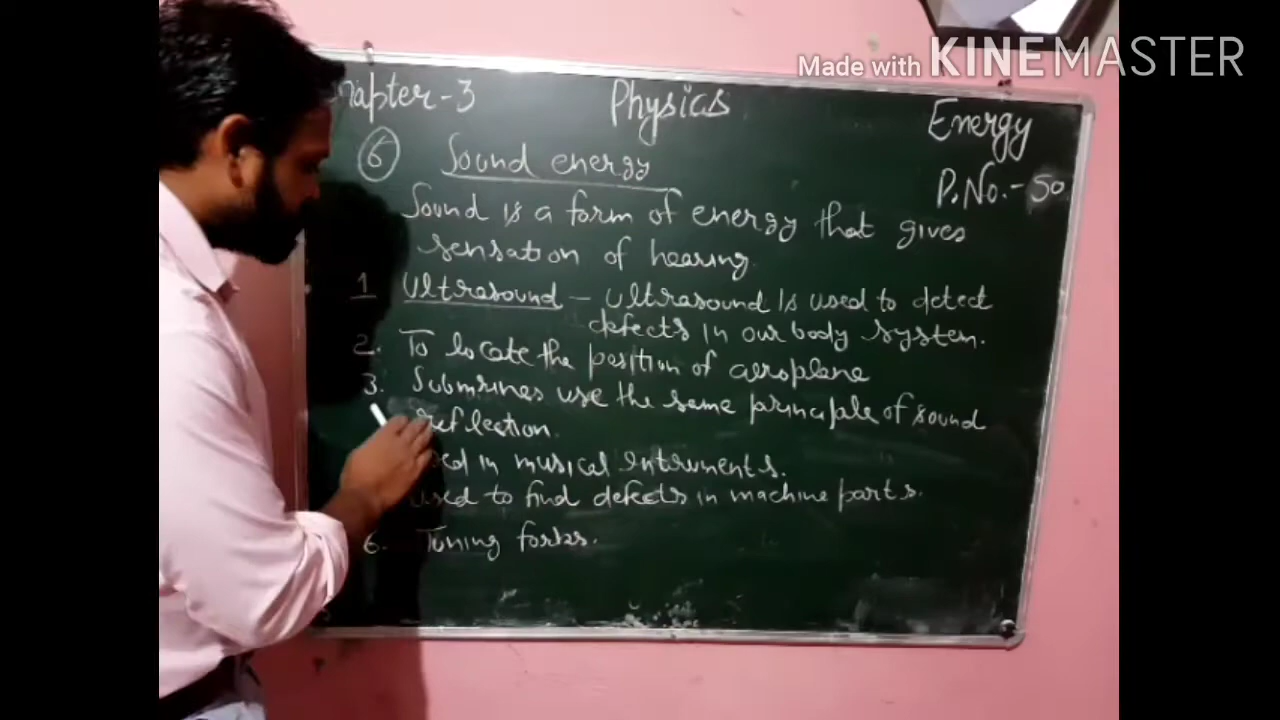 Made with KINEMASTER
hapter-3 Physics Energy
6 Sound energy P.No.- 50
Sound is a form of energy that gives
sensation of hearing.
1 Ultrasound - Ultrasound is used to detect
defects in our body system.
2. To locate the position of aeroplane
3. Submrines use the same principle of sound
reflection.
ed in musical intruments.
used to find defects in machine parts.
6. Tuning forks.